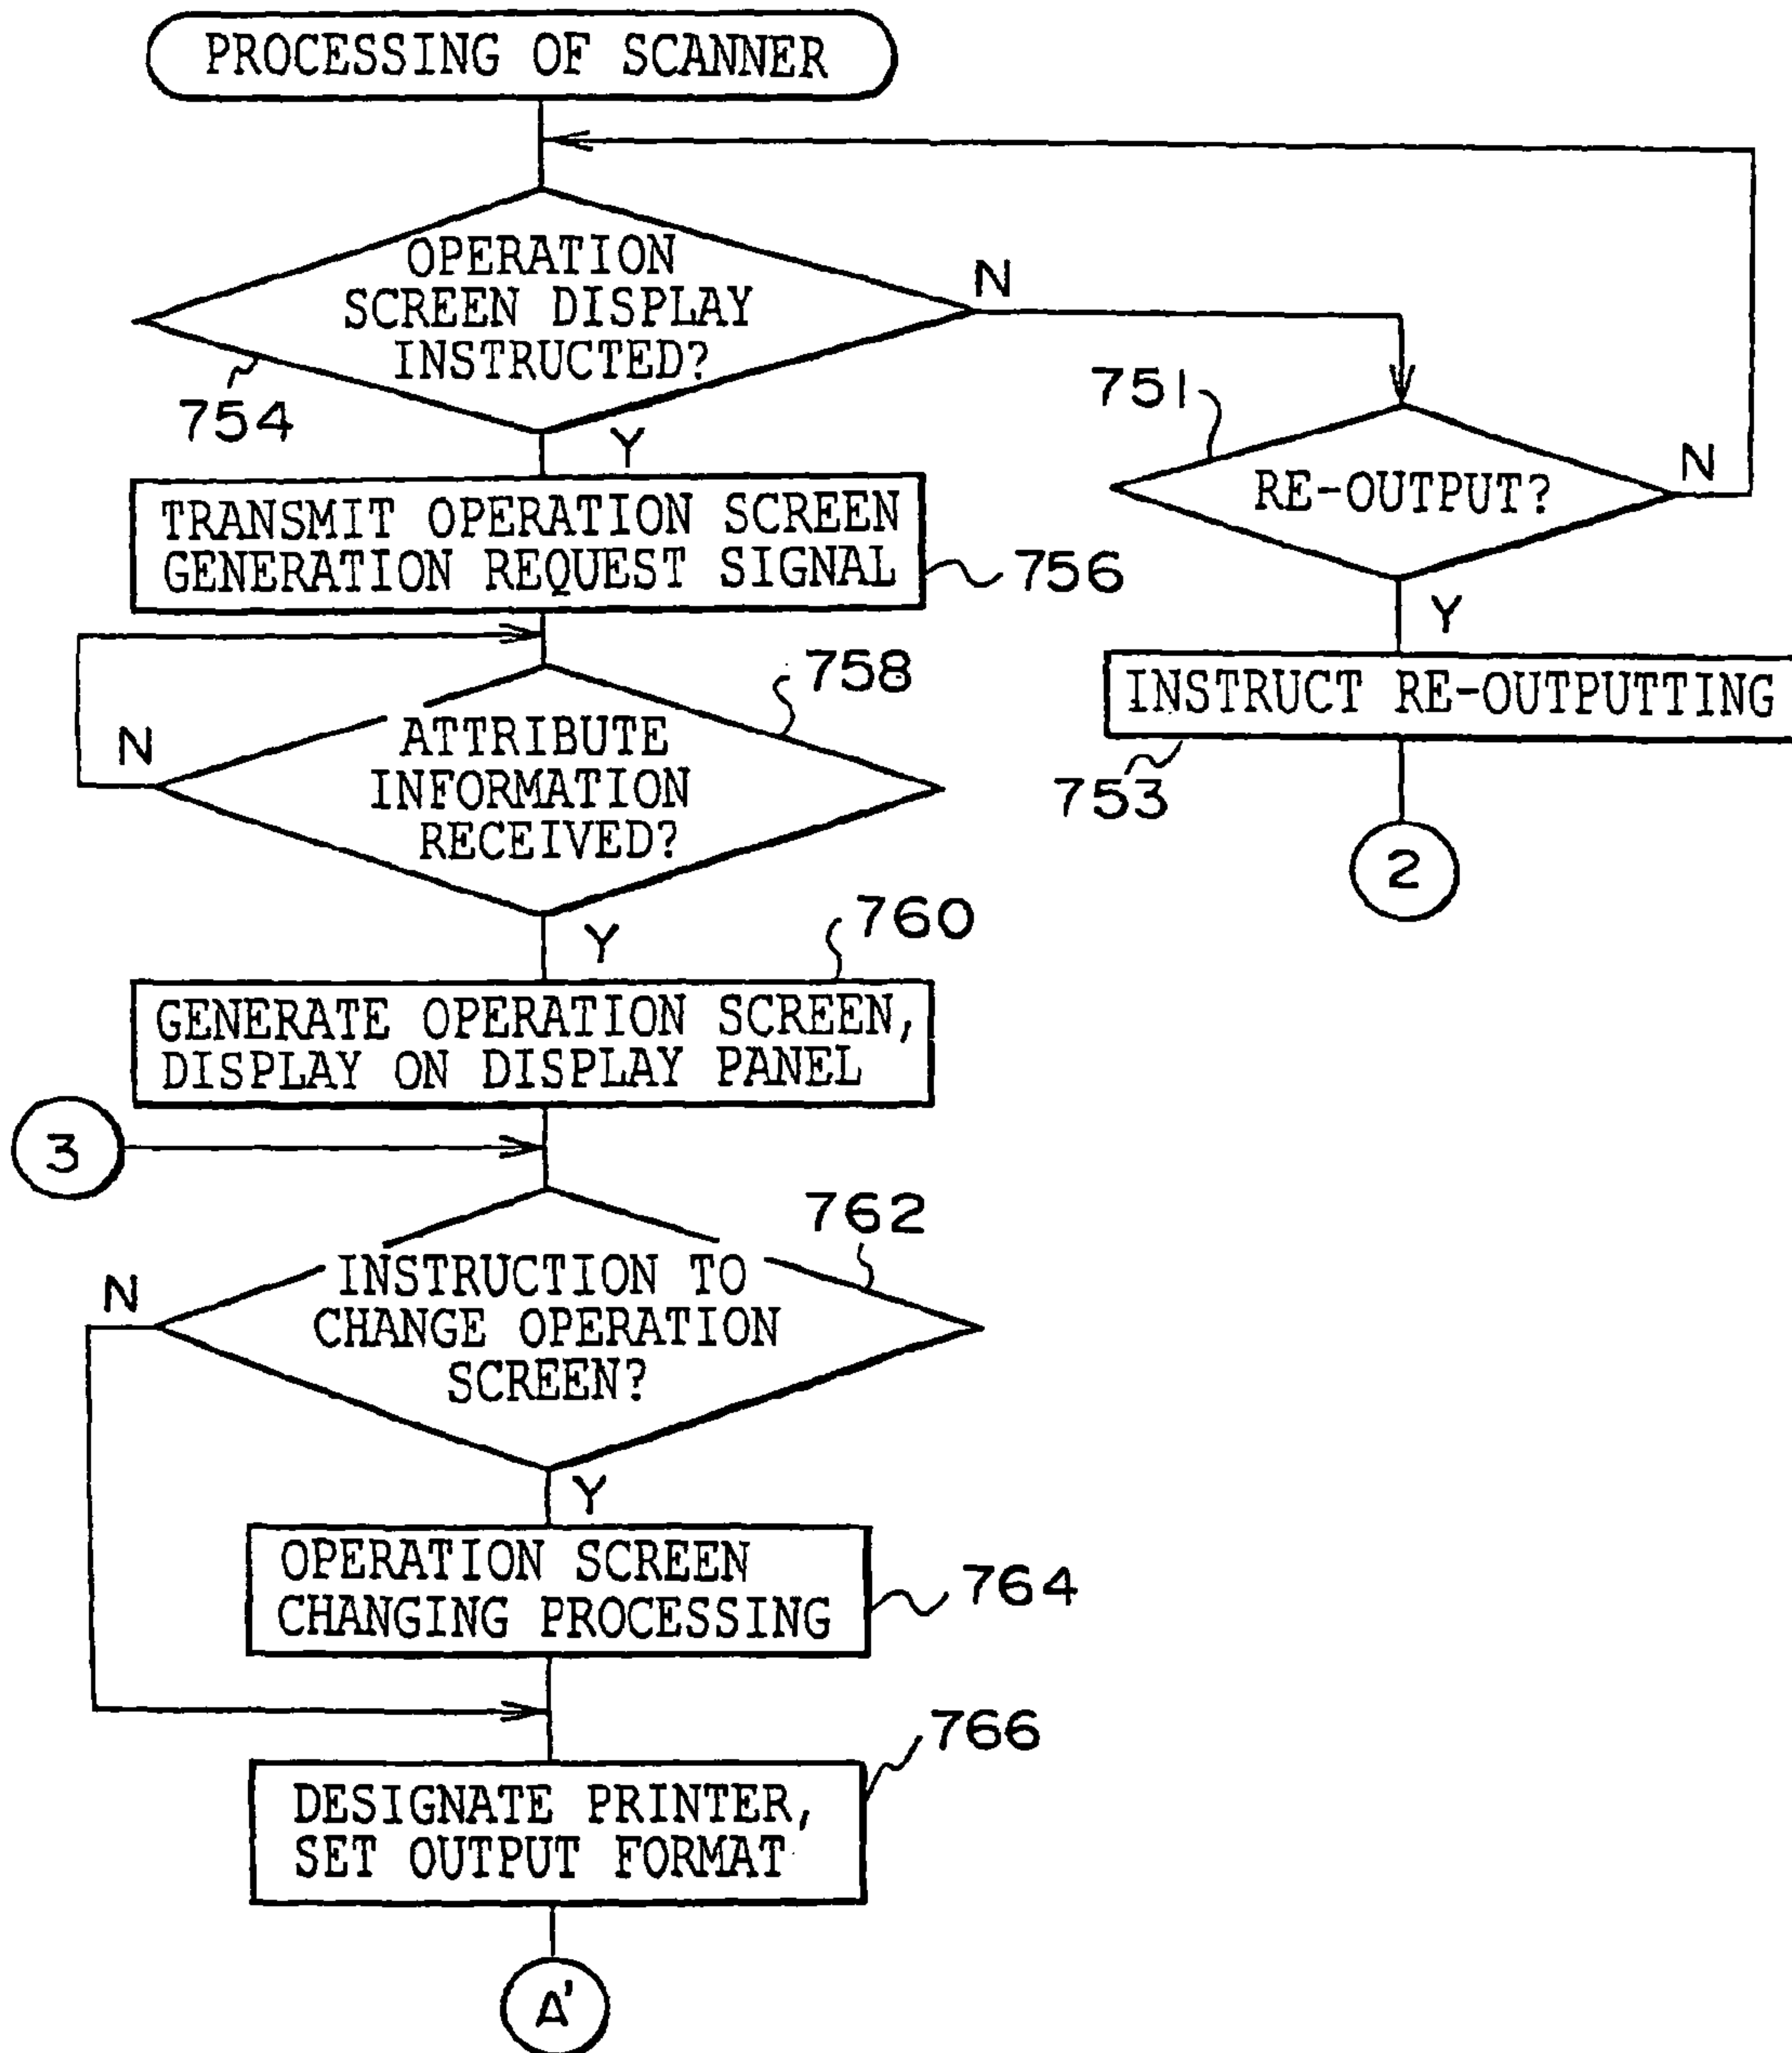 PROCESSING OF SCANNER
OPERATION
SCREEN DISPLAY
INSTRUCTED?
N
754
Y
751
RE-OUTPUT?
N
TRANSMIT OPERATION SCREEN
GENERATION REQUEST SIGNAL
756
Y
INSTRUCT RE-OUTPUTTING
753
2
758
ATTRIBUTE
INFORMATION
RECEIVED?
N
Y
760
GENERATE OPERATION SCREEN,
DISPLAY ON DISPLAY PANEL
3
762
INSTRUCTION TO
CHANGE OPERATION
SCREEN?
N
Y
OPERATION SCREEN
CHANGING PROCESSING
764
766
DESIGNATE PRINTER,
SET OUTPUT FORMAT
A'